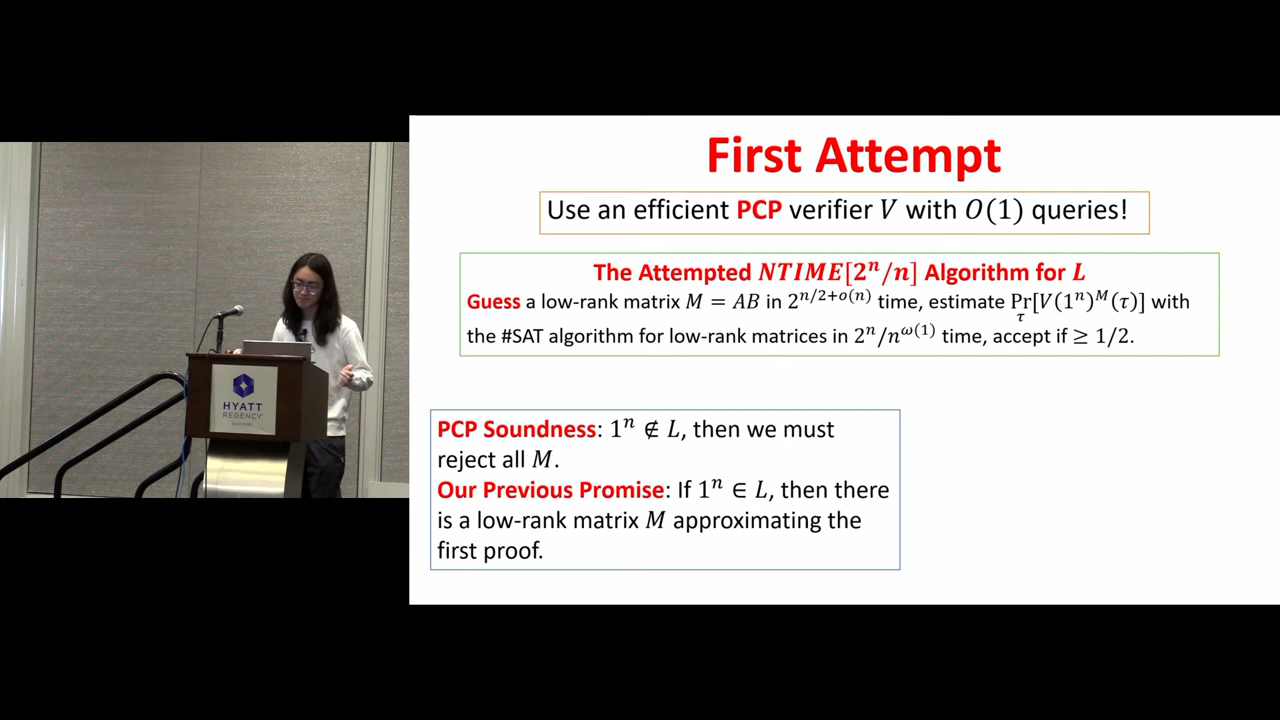 First Attempt
Use an efficient PCP verifier V with O(1) queries!
The Attempted NTIME[2ⁿ/n] Algorithm for L
Guess a low-rank matrix M = AB in 2^{n/2+o(n)} time, estimate Pr_τ[V(1ⁿ)^M(τ)] with
the #SAT algorithm for low-rank matrices in 2ⁿ/n^{ω(1)} time, accept if ≥ 1/2.
PCP Soundness: 1ⁿ ∉ L, then we must
reject all M.
Our Previous Promise: If 1ⁿ ∈ L, then there
is a low-rank matrix M approximating the
first proof.
HYATT
REGENCY